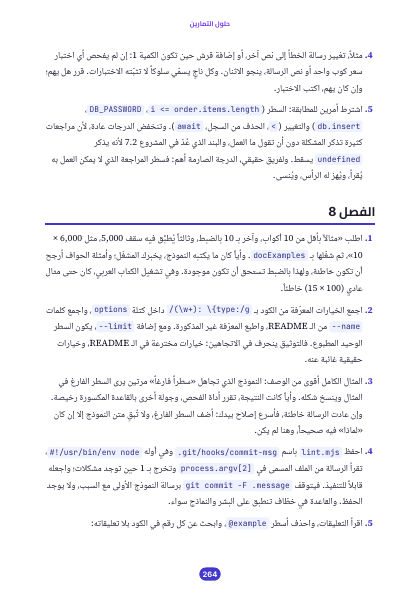 حلول التمارين
4. مثلاً، تغيير رسالة الخطأ إلى نص آخر، أو إضافة قرش حين تكون الكمية 1: إن لم يفحص أي اختبار
سعر كوب واحد أو نص الرسالة، ينجو الاثنان. وكل ناجٍ يسمّي سلوكاً لا تثبّته الاختبارات. قرر هل يهم؛
وإن كان يهم، اكتب الاختبار.
5. اشترط أمرين للمطابقة: السطر (i <= order.items.length، DB_PASSWORD،
db.insert) والتغيير (<، الحذف من السجل، await). وتنخفض الدرجات عادة، لأن مراجعات
كثيرة تذكر المشكلة دون أن تقول ما العمل، والبند الذي عُدّ في المشروع 7.2 لأنه يذكر
undefined يسقط. ولفريق حقيقي، الدرجة الصارمة أهم: فسطر المراجعة الذي لا يمكن العمل به
يُقرأ، ويُهز له الرأس، ويُنسى.
الفصل 8
1. اطلب «مثالاً بأقل من 10 أكواب، وآخر بـ 10 بالضبط، وثالثاً يُطبَّق فيه سقف 5,000، مثل 6,000 ×
10»، ثم شغّلها بـ docExamples. وأياً كان ما يكتبه النموذج، يخبرك المشغّل؛ وأمثلة الحواف أرجح
أن تكون خاطئة، ولهذا بالضبط تستحق أن تكون موجودة. وفي تشغيل الكتاب العربي، كان حتى مثال
عادي (100 × 15) خاطئاً.
2. اجمع الخيارات المعرّفة من الكود بـ /(\w+): \{type:/g داخل كتلة options، واجمع كلمات
--name من الـ README، واطبع المعرّفة غير المذكورة. ومع إضافة --limit، يكون السطر
الوحيد المطبوع. فالتوثيق ينحرف في الاتجاهين: خيارات مخترعة في الـ README، وخيارات
حقيقية غائبة عنه.
3. المثال الكامل أقوى من الوصف: النموذج الذي تجاهل «سطراً فارغاً» مرتين يرى السطر الفارغ في
المثال وينسخ شكله. وأياً كانت النتيجة، تقرر أداة الفحص، وجولة أخرى بالقاعدة المكسورة رخيصة.
وإن عادت الرسالة خاطئة، فأسرع إصلاح بيدك: أضف السطر الفارغ، ولا تُبقِ متن النموذج إلا إن كان
«لماذا» فيه صحيحاً، وهنا لم يكن.
4. احفظ lint.mjs باسم .git/hooks/commit-msg، وفي أوله #!/usr/bin/env node،
تقرأ الرسالة من الملف المسمى في process.argv[2] وتخرج بـ 1 حين توجد مشكلات؛ واجعله
قابلاً للتنفيذ. فيتوقف git commit -F .message برسالة النموذج الأولى مع السبب، ولا يوجد
الحفظ. والقاعدة في خطّاف تنطبق على البشر والنماذج سواء.
5. اقرأ التعليقات، واحذف أسطر @example، وابحث عن كل رقم في الكود بلا تعليقاته:
264